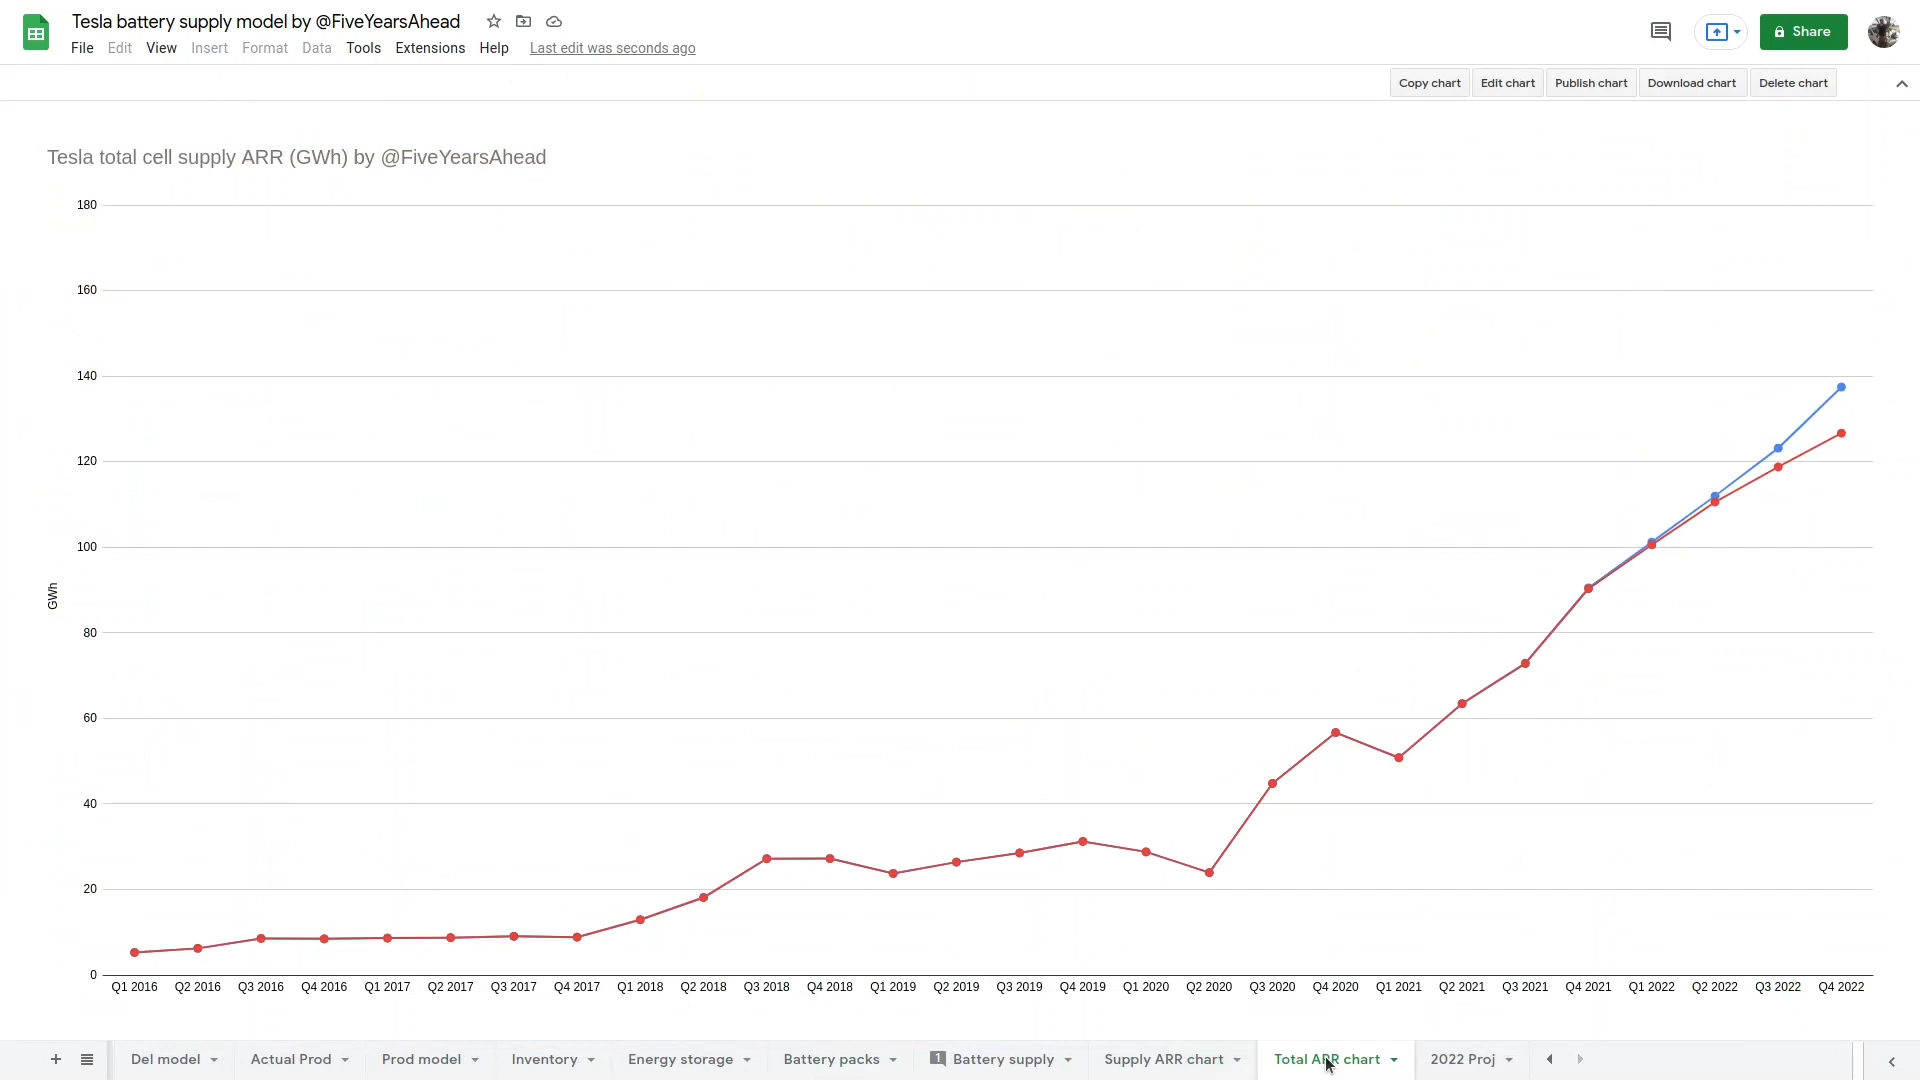 Tesla battery supply model by @FiveYearsAhead
File Edit View Insert Format Data Tools Extensions Help Last edit was seconds ago
Share
Copy chart Edit chart Publish chart Download chart Delete chart
Tesla total cell supply ARR (GWh) by @FiveYearsAhead
180
160
140
120
100
80
60
40
20
0
GWh
Q1 2016 Q2 2016 Q3 2016 Q4 2016 Q1 2017 Q2 2017 Q3 2017 Q4 2017 Q1 2018 Q2 2018 Q3 2018 Q4 2018 Q1 2019 Q2 2019 Q3 2019 Q4 2019 Q1 2020 Q2 2020 Q3 2020 Q4 2020 Q1 2021 Q2 2021 Q3 2021 Q4 2021 Q1 2022 Q2 2022 Q3 2022 Q4 2022
Del model Actual Prod Prod model Inventory Energy storage Battery packs 1 Battery supply Supply ARR chart Total ARR chart 2022 Proj